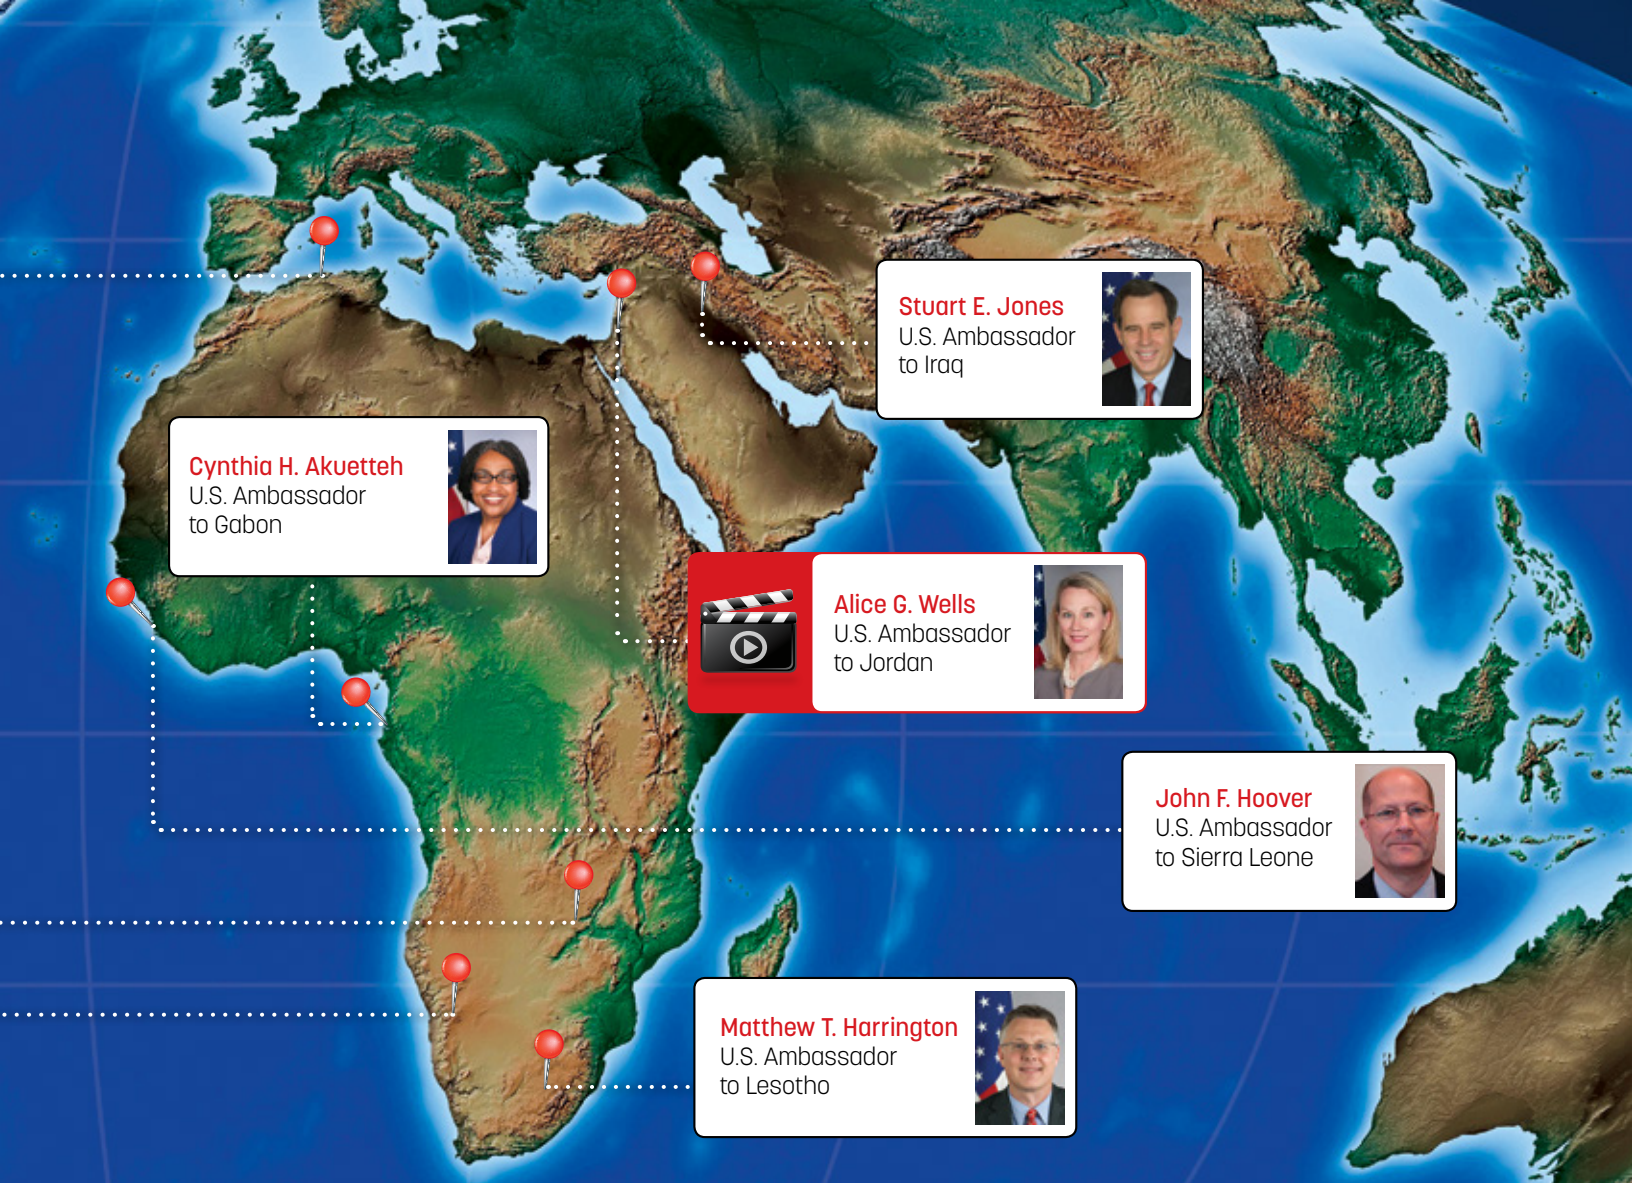 Stuart E. Jones
U.S. Ambassador
to Iraq
Cynthia H. Akuetteh
U.S. Ambassador
to Gabon
Alice G. Wells
U.S. Ambassador
to Jordan
John F. Hoover
U.S. Ambassador
to Sierra Leone
Matthew T. Harrington
U.S. Ambassador
to Lesotho